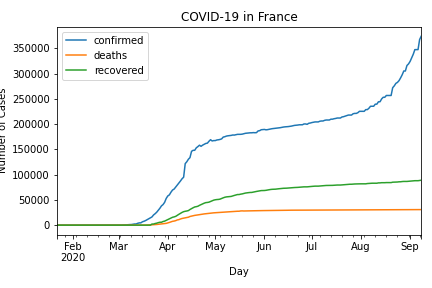 COVID-19 in France
confirmed
deaths
recovered
350000
300000
250000
200000
150000
100000
50000
0
Number of Cases
Feb Mar Apr May Jun Jul Aug Sep
2020
Day